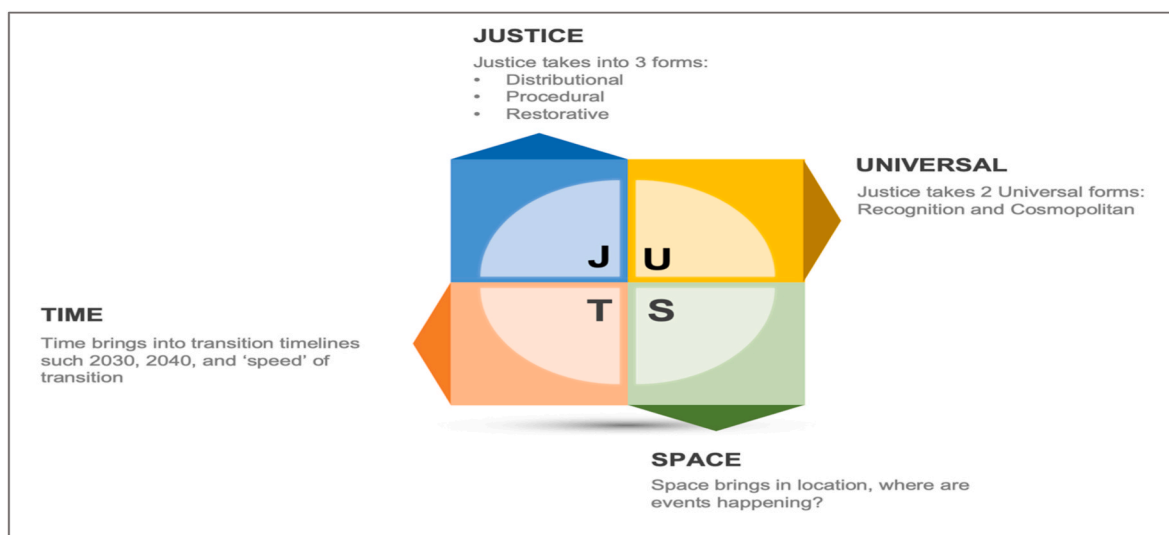 JUSTICE
Justice takes into 3 forms:
• Distributional
• Procedural
• Restorative
UNIVERSAL
Justice takes 2 Universal forms:
Recognition and Cosmopolitan
J U
T S
TIME
Time brings into transition timelines
such 2030, 2040, and ‘speed’ of
transition
SPACE
Space brings in location, where are
events happening?